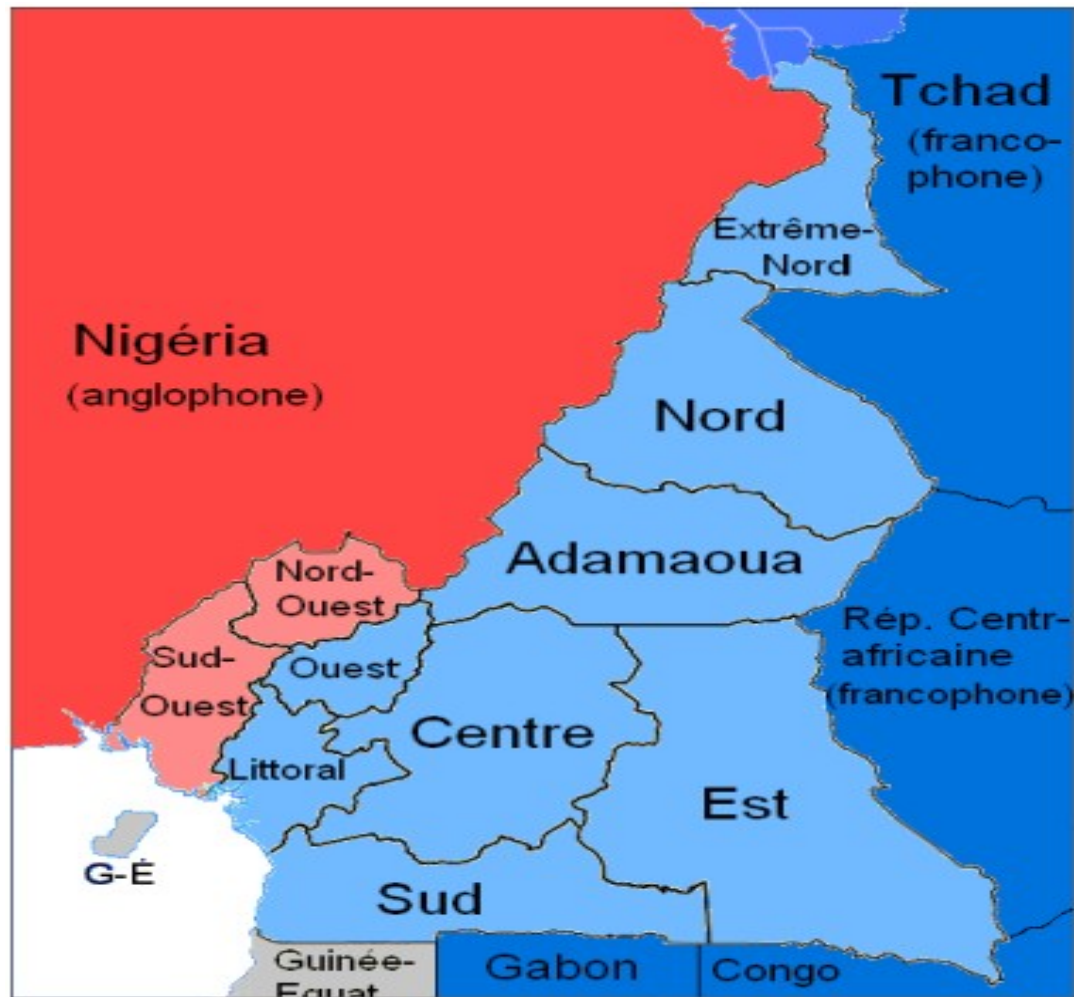 Tchad
(franco-
phone)
Extrême-
Nord
Nigéria
(anglophone)
Nord
Adamaoua
Nord-
Ouest
Rép. Centr-
africaine
(francophone)
Sud-
Ouest
Ouest
Centre
Littoral
Est
G-É
Sud
Guinée-
Equat
Gabon
Congo